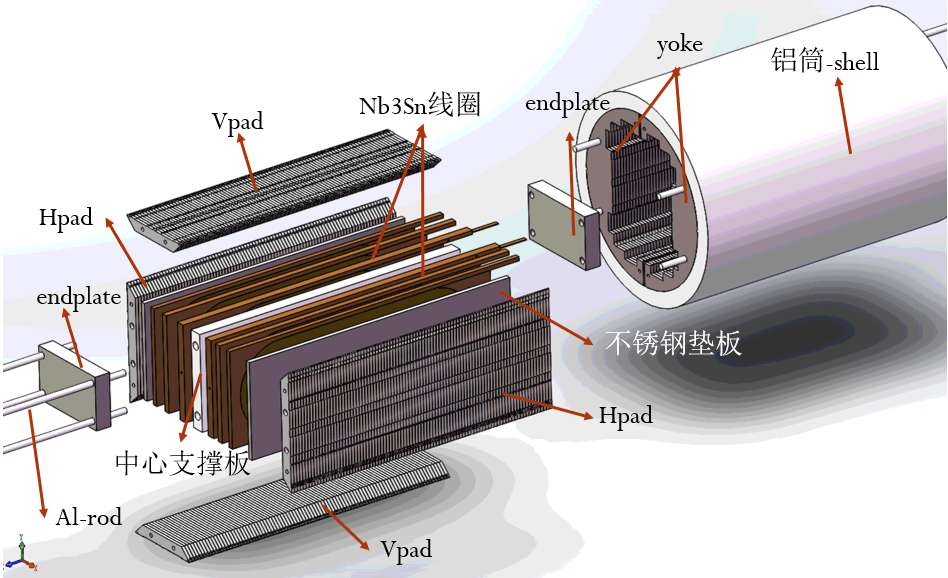 yoke
铝筒-shell
Nb3Sn线圈
endplate
Vpad
Hpad
endplate
不锈钢垫板
Hpad
中心支撑板
Al-rod
Vpad
Y
X